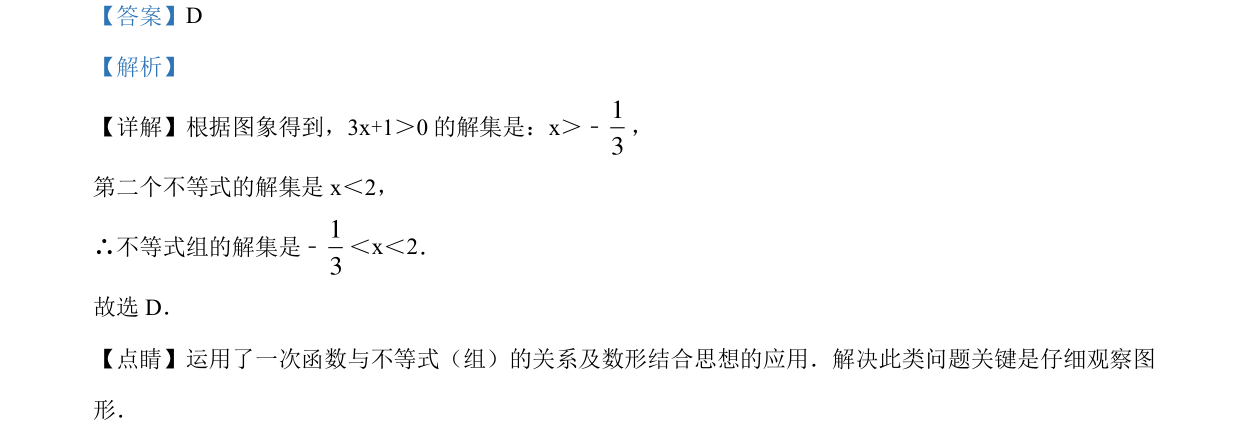 【答案】D
【解析】
【详解】根据图象得到，3x+1＞0 的解集是：x＞﹣\frac{1}{3}，
第二个不等式的解集是 x＜2，
∴不等式组的解集是﹣\frac{1}{3}＜x＜2．
故选 D．
【点睛】运用了一次函数与不等式（组）的关系及数形结合思想的应用．解决此类问题关键是仔细观察图
形．